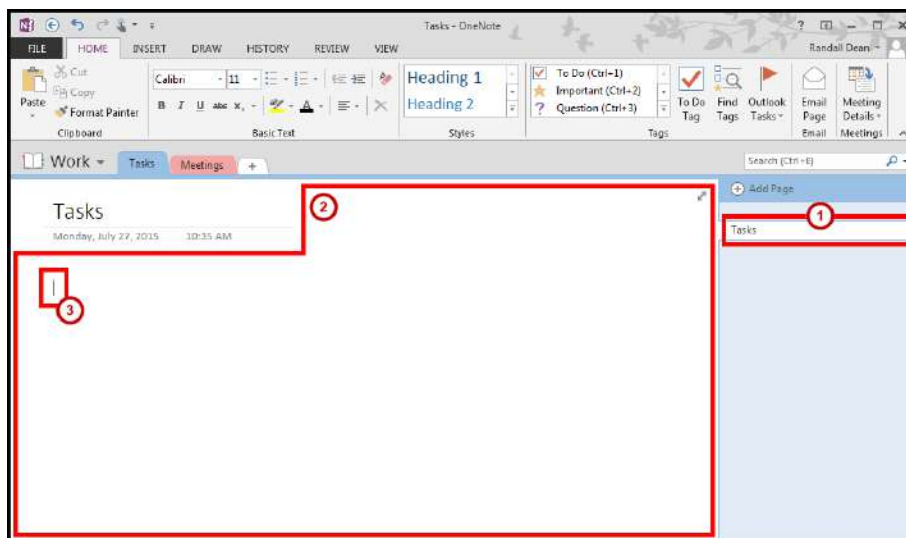 Tasks - OneNote
?
FILE HOME INSERT DRAW HISTORY REVIEW VIEW Randall Dean
Cut
Copy
Format Painter
Paste
Clipboard
Calibri 11
B I U abc x,
A
Basic Text
Heading 1
Heading 2
Styles
To Do (Ctrl+1)
Important (Ctrl+2)
? Question (Ctrl+3)
To Do
Tag
Find
Tags
Outlook
Tasks
Tags
Email
Page
Email
Meeting
Details
Meetings
Work Tasks Meetings +
Search (Ctrl+E)
Add Page
Tasks
1
2
Tasks
Monday, July 27, 2015 10:35 AM
3